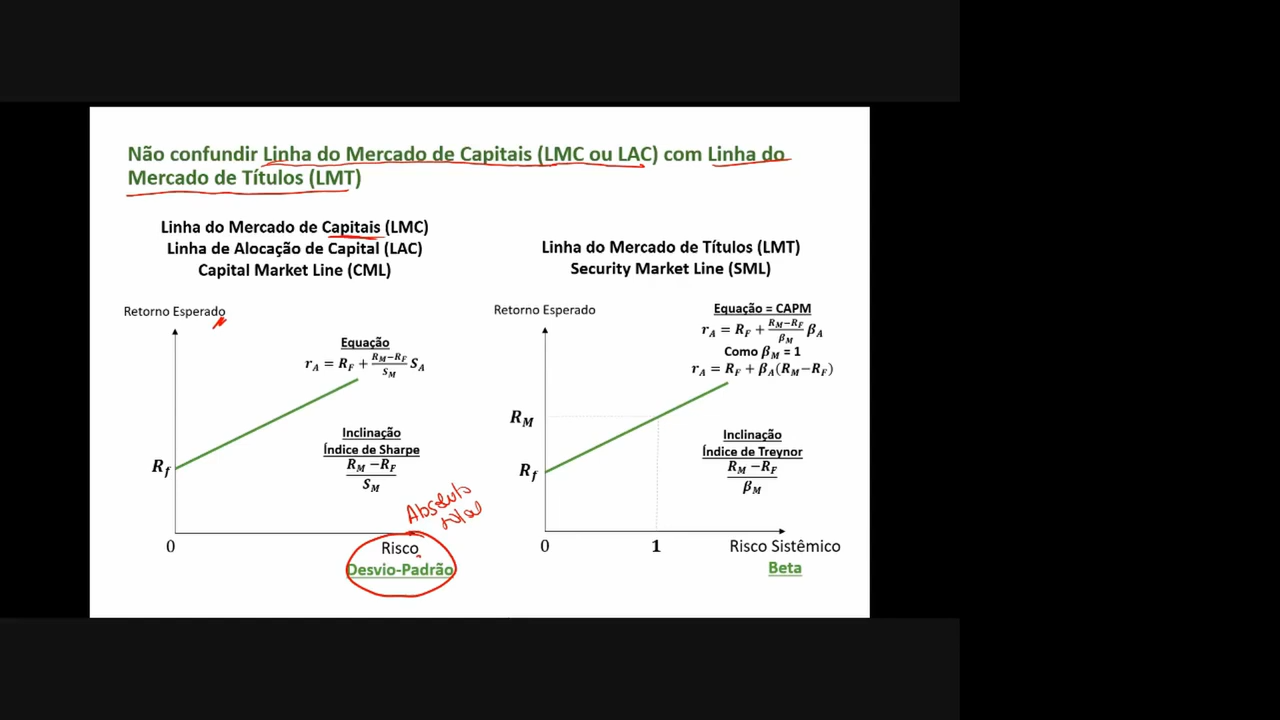 Não confundir Linha do Mercado de Capitais (LMC ou LAC) com Linha do
Mercado de Títulos (LMT)
Linha do Mercado de Capitais (LMC)
Linha de Alocação de Capital (LAC)
Capital Market Line (CML)
Retorno Esperado
Equação
r_A = R_F + (R_M−R_F)/S_M S_A
Inclinação
Índice de Sharpe
R_M −R_F
S_M
R_f
Absoluto
total
0
Risco
Desvio-Padrão
Linha do Mercado de Títulos (LMT)
Security Market Line (SML)
Retorno Esperado
Equação = CAPM
r_A = R_F + (R_M−R_F)/β_M β_A
Como β_M = 1
r_A = R_F + β_A(R_M−R_F)
R_M
Inclinação
Índice de Treynor
R_M −R_F
β_M
R_f
0
1
Risco Sistêmico
Beta